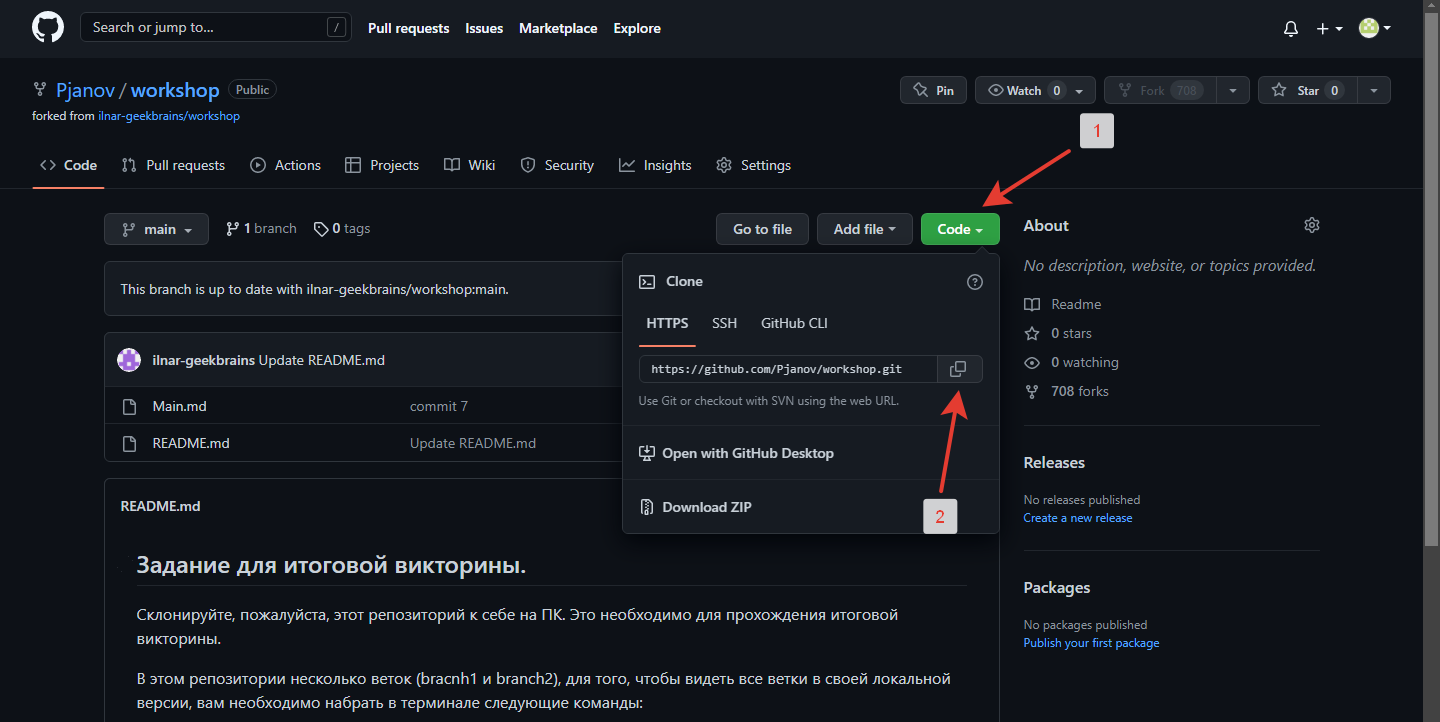 Search or jump to... /
Pull requests
Issues
Marketplace
Explore
Pjanov / workshop Public
forked from ilnar-geekbrains/workshop
Pin
Watch 0
Fork 708
Star 0
1
Code
Pull requests
Actions
Projects
Wiki
Security
Insights
Settings
main
1 branch
0 tags
Go to file
Add file
Code
This branch is up to date with ilnar-geekbrains/workshop:main.
ilnar-geekbrains Update README.md
Main.md commit 7
README.md Update README.md
Clone
HTTPS
SSH
GitHub CLI
https://github.com/Pjanov/workshop.git
Use Git or checkout with SVN using the web URL.
Open with GitHub Desktop
Download ZIP
2
README.md
Задание для итоговой викторины.
Склонируйте, пожалуйста, этот репозиторий к себе на ПК. Это необходимо для прохождения итоговой
викторины.
В этом репозитории несколько веток (bracnh1 и branch2), для того, чтобы видеть все ветки в своей локальной
версии, вам необходимо набрать в терминале следующие команды:
About
No description, website, or topics provided.
Readme
0 stars
0 watching
708 forks
Releases
No releases published
Create a new release
Packages
No packages published
Publish your first package